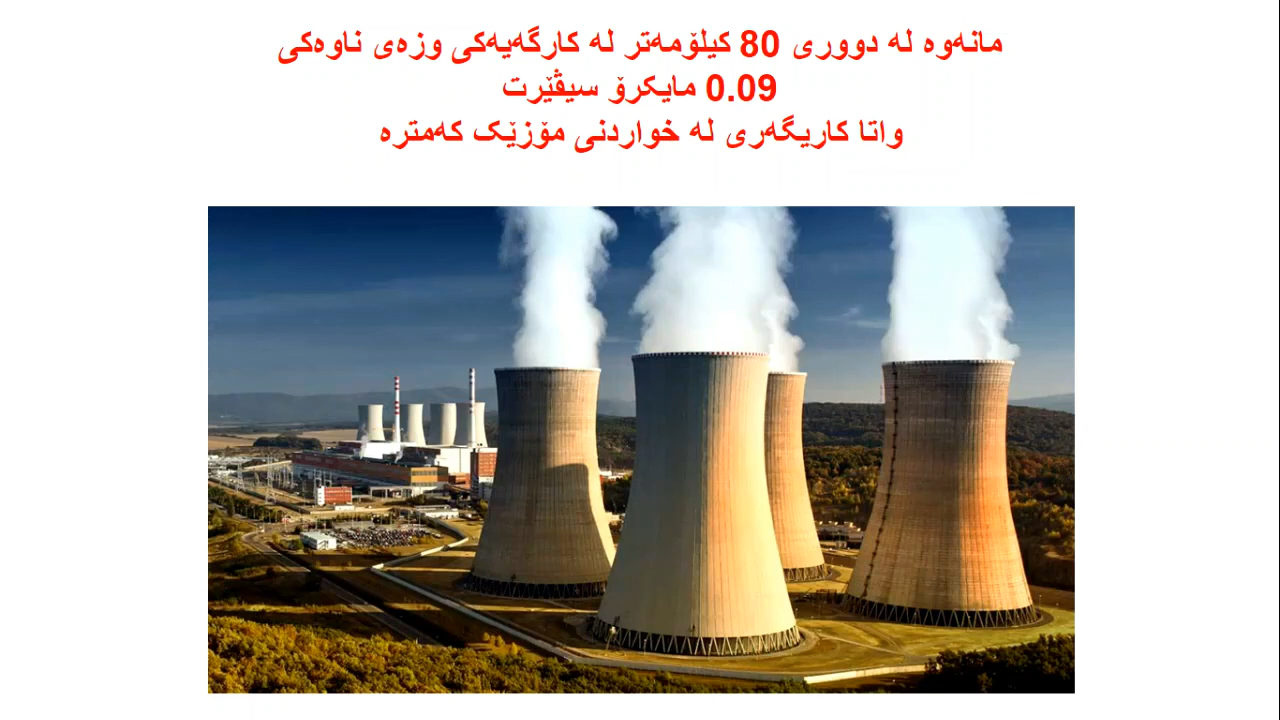 مانەوە لە دووری 80 کیلۆمەتر لە کارگەیەکی وزەی ناوەکی
0.09 مایکرۆ سیڤێرت
واتا کاریگەری لە خواردنی مۆزێک کەمترە